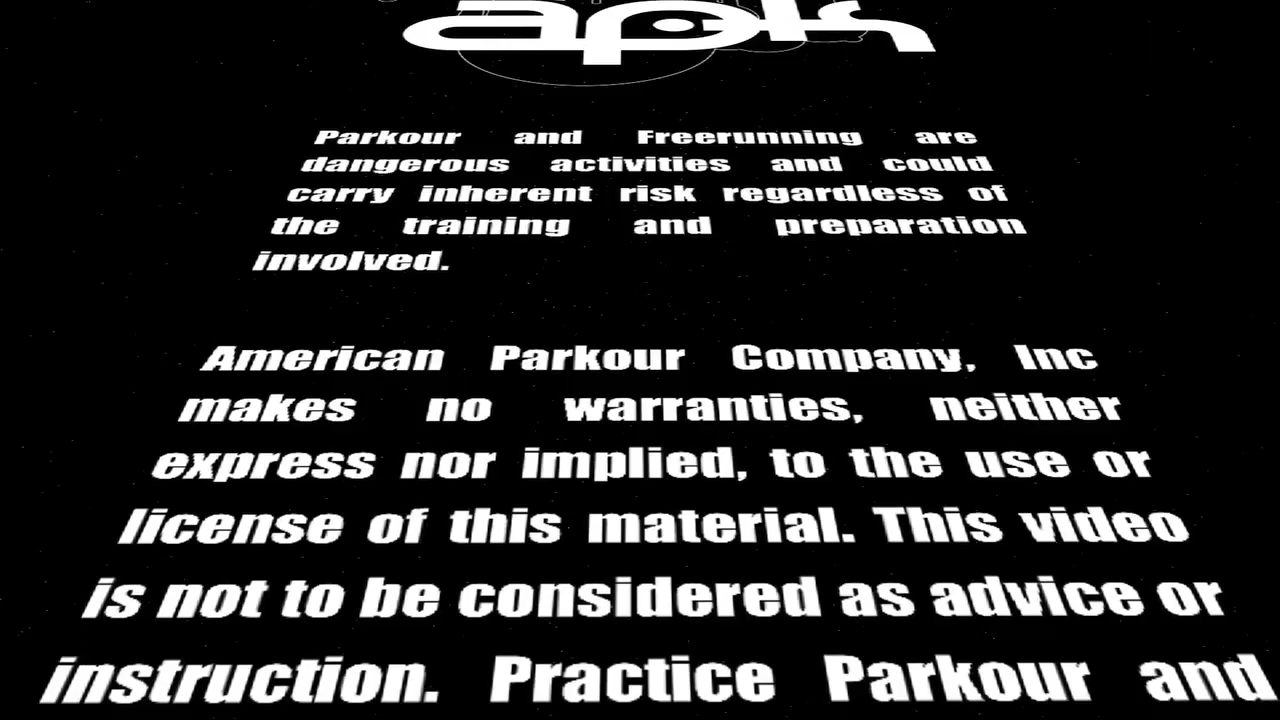 apk
Parkour and Freerunning are
dangerous activities and could
carry inherent risk regardless of
the training and preparation
involved.
American Parkour Company, Inc
makes no warranties, neither
express nor implied, to the use or
license of this material. This video
is not to be considered as advice or
instruction. Practice Parkour and